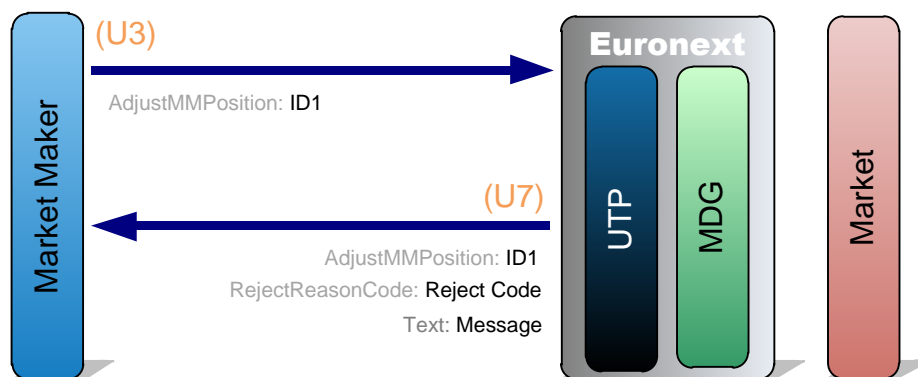 (U3)
Euronext
AdjustMMPosition: ID1
Market Maker
UTP
MDG
Market
(U7)
AdjustMMPosition: ID1
RejectReasonCode: Reject Code
Text: Message